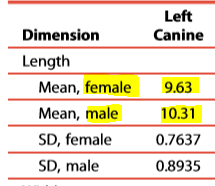 Dimension Left Canine
Length
Mean, female 9.63
Mean, male 10.31
SD, female 0.7637
SD, male 0.8935